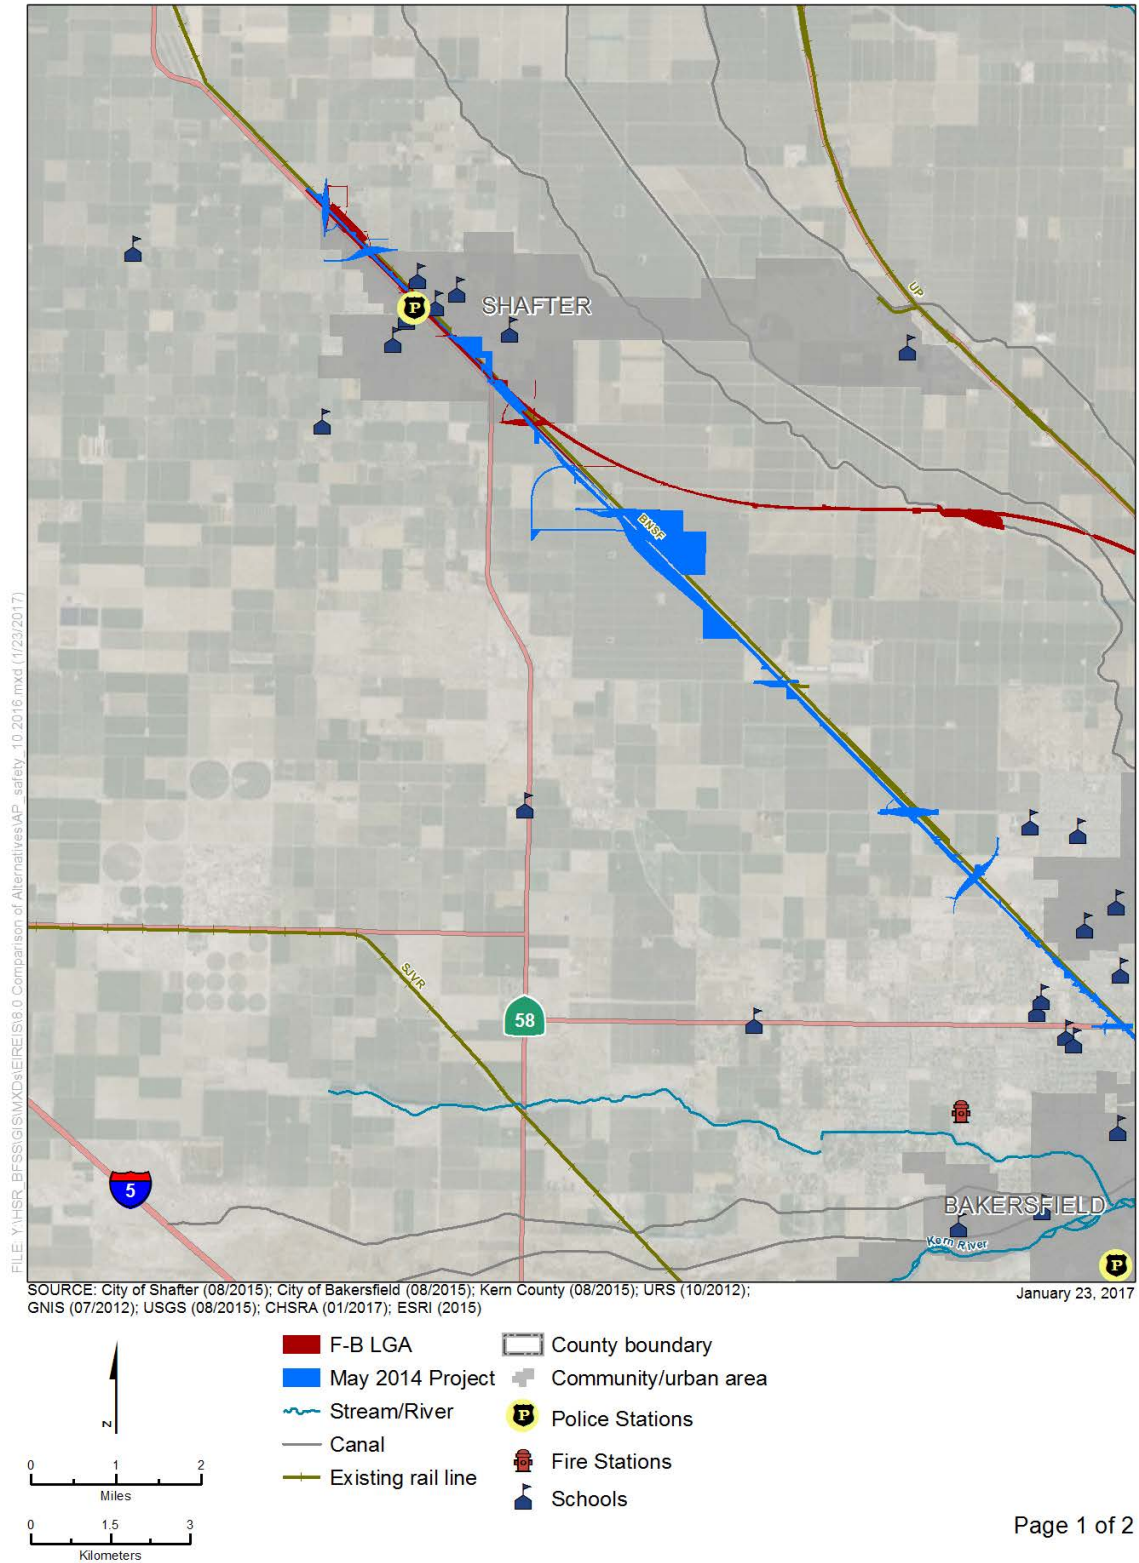 SHAFTER
UP
BNSF
SJVR
58
5
BAKERSFIELD
Kern River
P
P
FILE: Y:\HSR_BFSS\GIS\MXDs\EIREIS\8.0 Comparison of Alternatives\AP_safety_10.2016.mxd (1/23/2017)
SOURCE: City of Shafter (08/2015); City of Bakersfield (08/2015); Kern County (08/2015); URS (10/2012);
GNIS (07/2012); USGS (08/2015); CHSRA (01/2017); ESRI (2015)
January 23, 2017
F-B LGA
May 2014 Project
Stream/River
Canal
Existing rail line
County boundary
Community/urban area
P
Police Stations
Fire Stations
Schools
N
0 1 2
Miles
0 1.5 3
Kilometers
Page 1 of 2